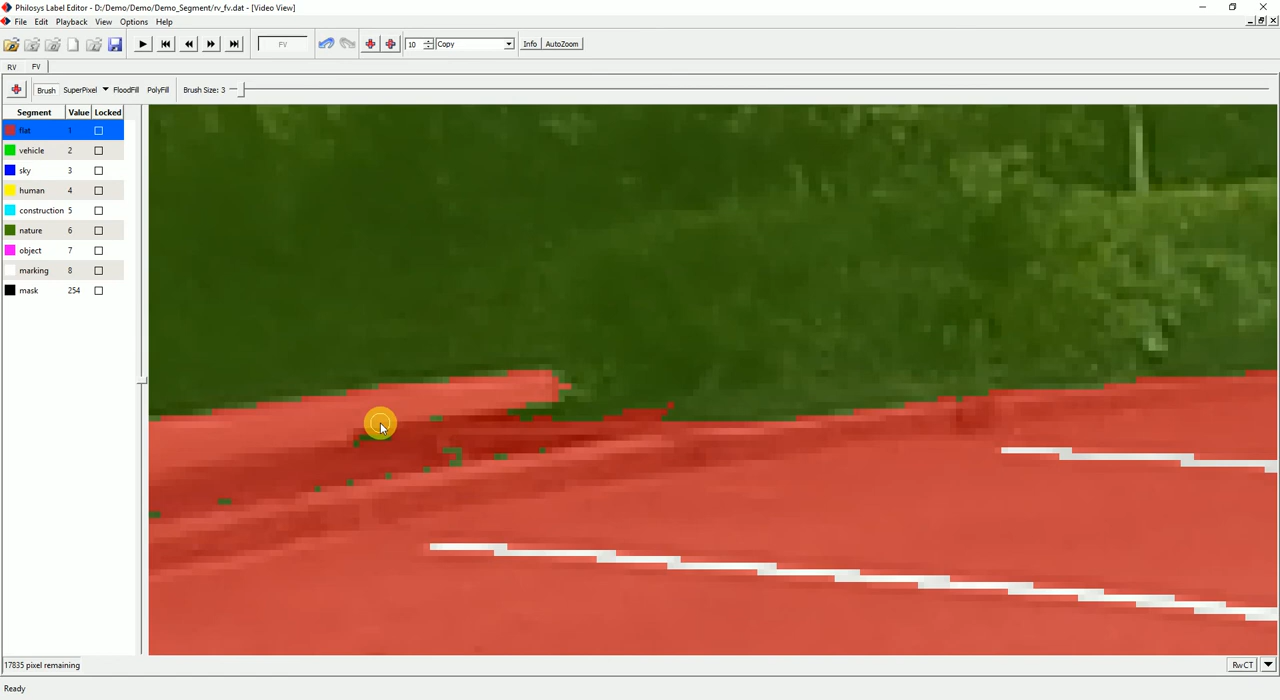 Philosys Label Editor - D:/Demo/Demo/Demo_Segment/rv_fv.dat - [Video View]
File Edit Playback View Options Help
FV 10 Copy Info AutoZoom
RV FV
Brush SuperPixel FloodFill PolyFill Brush Size: 3
Segment Value Locked
flat 1
vehicle 2
sky 3
human 4
construction 5
nature 6
object 7
marking 8
mask 254
17835 pixel remaining RwCT
Ready